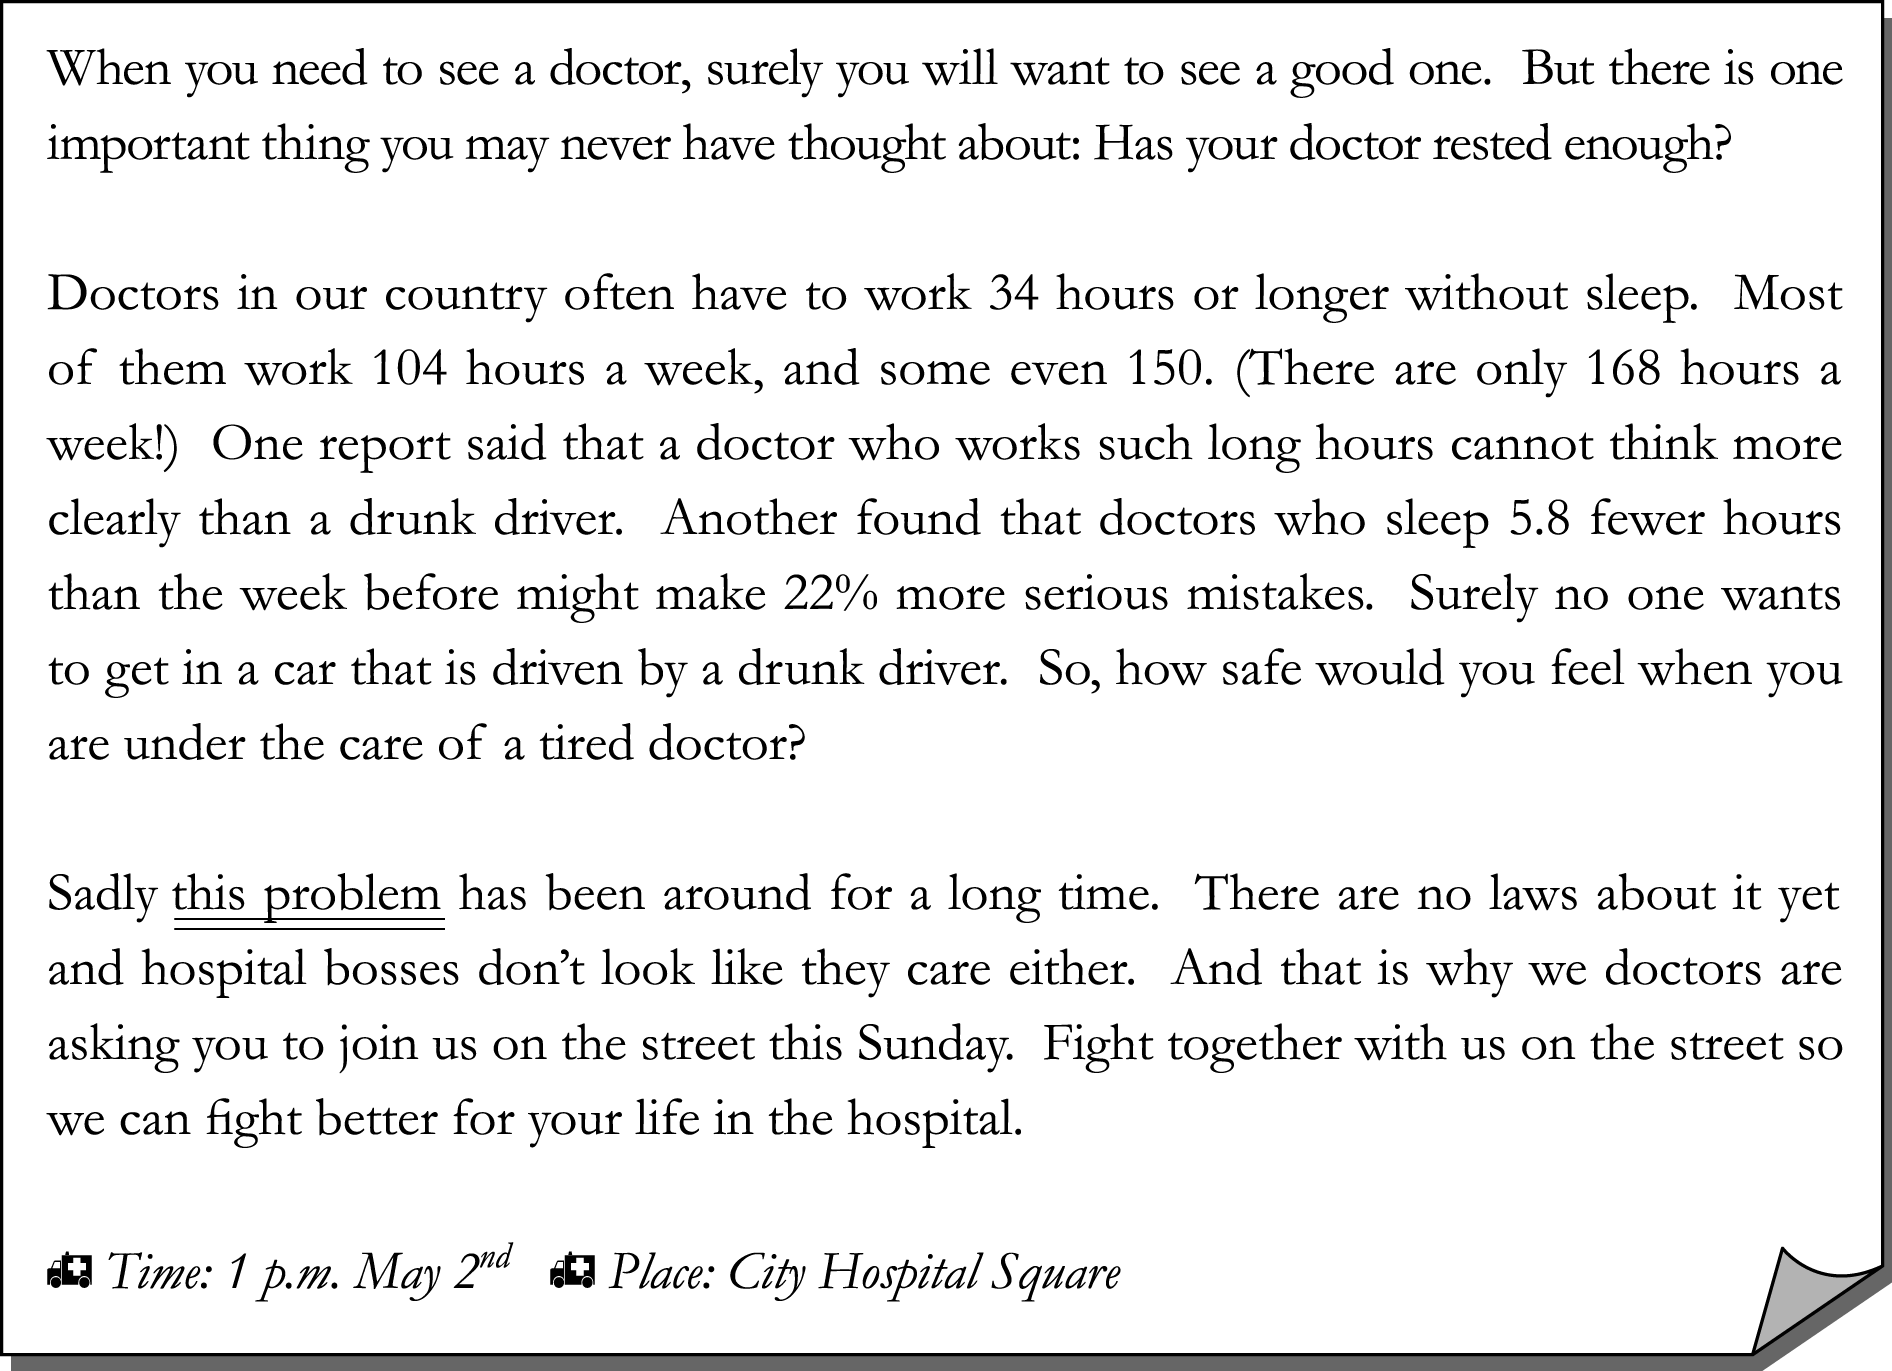 When you need to see a doctor, surely you will want to see a good one. But there is one
important thing you may never have thought about: Has your doctor rested enough?
Doctors in our country often have to work 34 hours or longer without sleep. Most
of them work 104 hours a week, and some even 150. (There are only 168 hours a
week!) One report said that a doctor who works such long hours cannot think more
clearly than a drunk driver. Another found that doctors who sleep 5.8 fewer hours
than the week before might make 22% more serious mistakes. Surely no one wants
to get in a car that is driven by a drunk driver. So, how safe would you feel when you
are under the care of a tired doctor?
Sadly this problem has been around for a long time. There are no laws about it yet
and hospital bosses don’t look like they care either. And that is why we doctors are
asking you to join us on the street this Sunday. Fight together with us on the street so
we can fight better for your life in the hospital.
Time: 1 p.m. May 2nd Place: City Hospital Square